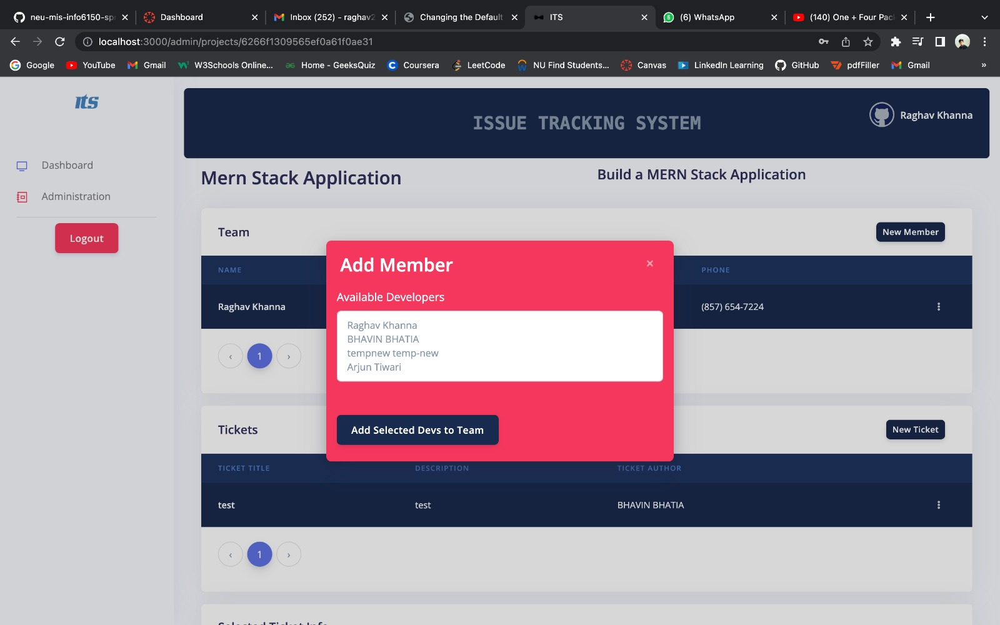 neu-mis-info6150-spr
Dashboard
Inbox (252) - raghav2
Changing the Default
ITS
(6) WhatsApp
(140) One + Four Pac
localhost:3000/admin/projects/6266f1309565ef0a61f0ae31
Google
YouTube
Gmail
W3Schools Online...
Home - GeeksQuiz
Coursera
LeetCode
NU Find Students...
Canvas
LinkedIn Learning
GitHub
pdfFiller
Gmail
»
ITS
ISSUE TRACKING SYSTEM
Raghav Khanna
Dashboard
Administration
Logout
Mern Stack Application
Build a MERN Stack Application
Team
New Member
NAME
PHONE
Raghav Khanna
(857) 654-7224
‹ 1 ›
Add Member
×
Available Developers
Raghav Khanna
BHAVIN BHATIA
tempnew temp-new
Arjun Tiwari
Add Selected Devs to Team
Tickets
New Ticket
TICKET TITLE
DESCRIPTION
TICKET AUTHOR
test
test
BHAVIN BHATIA
‹ 1 ›
Selected Ticket Info